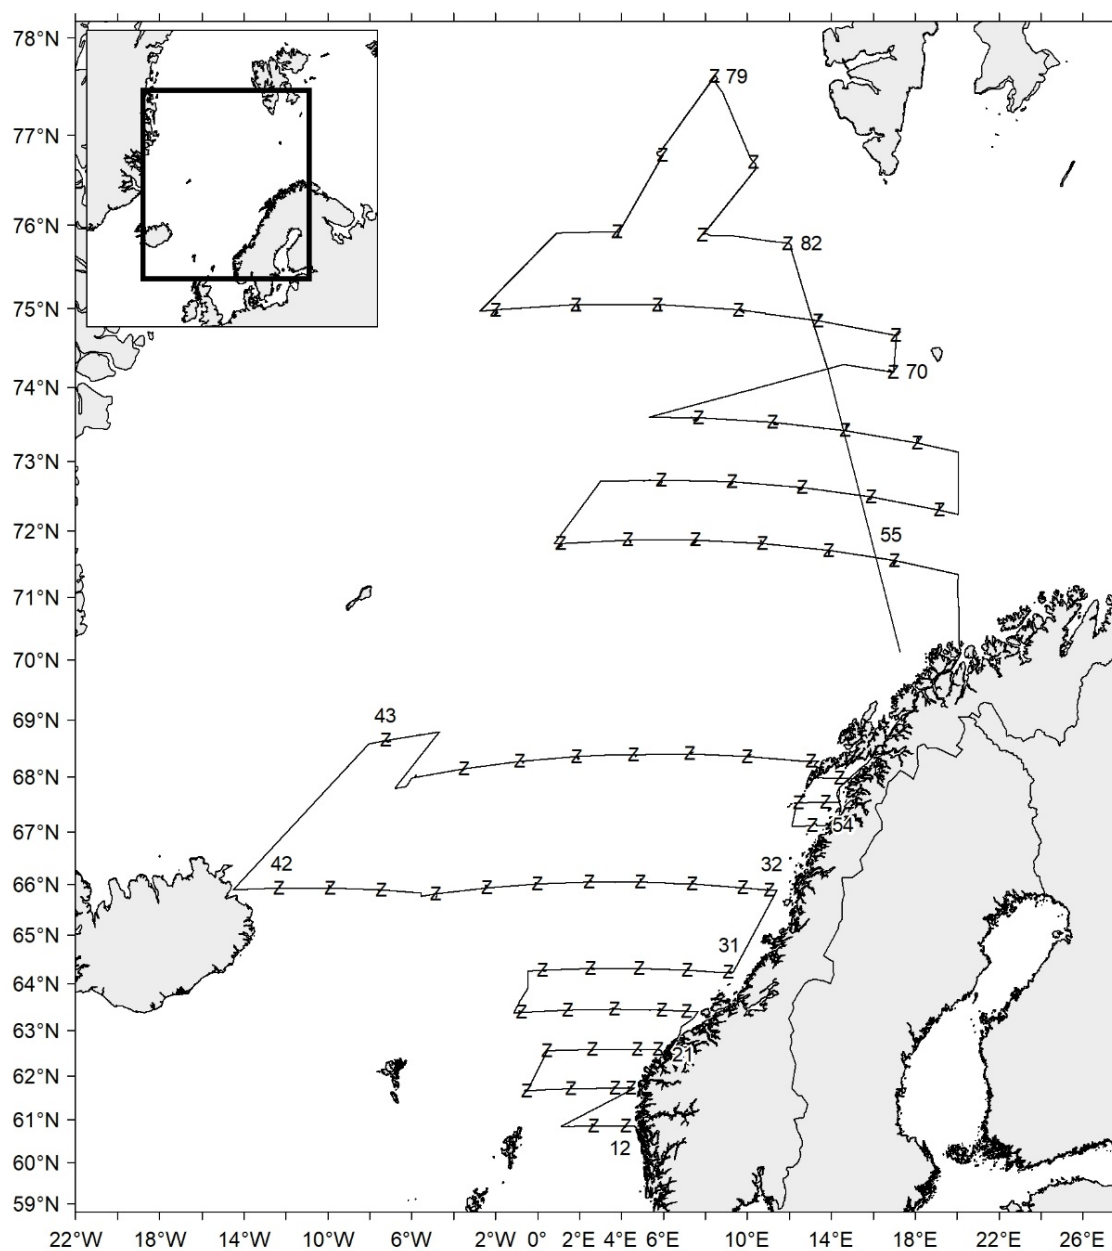 78°N
Z 79
77°N
Z
Z
76°N
Z
Z
Z 82
75°N
Z Z Z Z Z Z
74°N
Z 70
73°N
Z Z Z Z
72°N
Z Z Z Z Z
55
71°N
Z Z Z Z Z Z
70°N
69°N
43
Z
68°N
Z Z Z Z Z Z Z
Z
67°N
Z Z
Z 54
66°N
42
32
Z Z Z Z Z Z Z Z Z Z Z
65°N
31
64°N
Z Z Z Z Z
63°N
Z Z Z Z Z
62°N
Z Z Z Z 21
61°N
Z Z Z Z
Z Z
60°N
12
59°N
22°W 18°W 14°W 10°W 6°W 2°W 0° 2°E 4°E 6°E 10°E 14°E 18°E 22°E 26°E